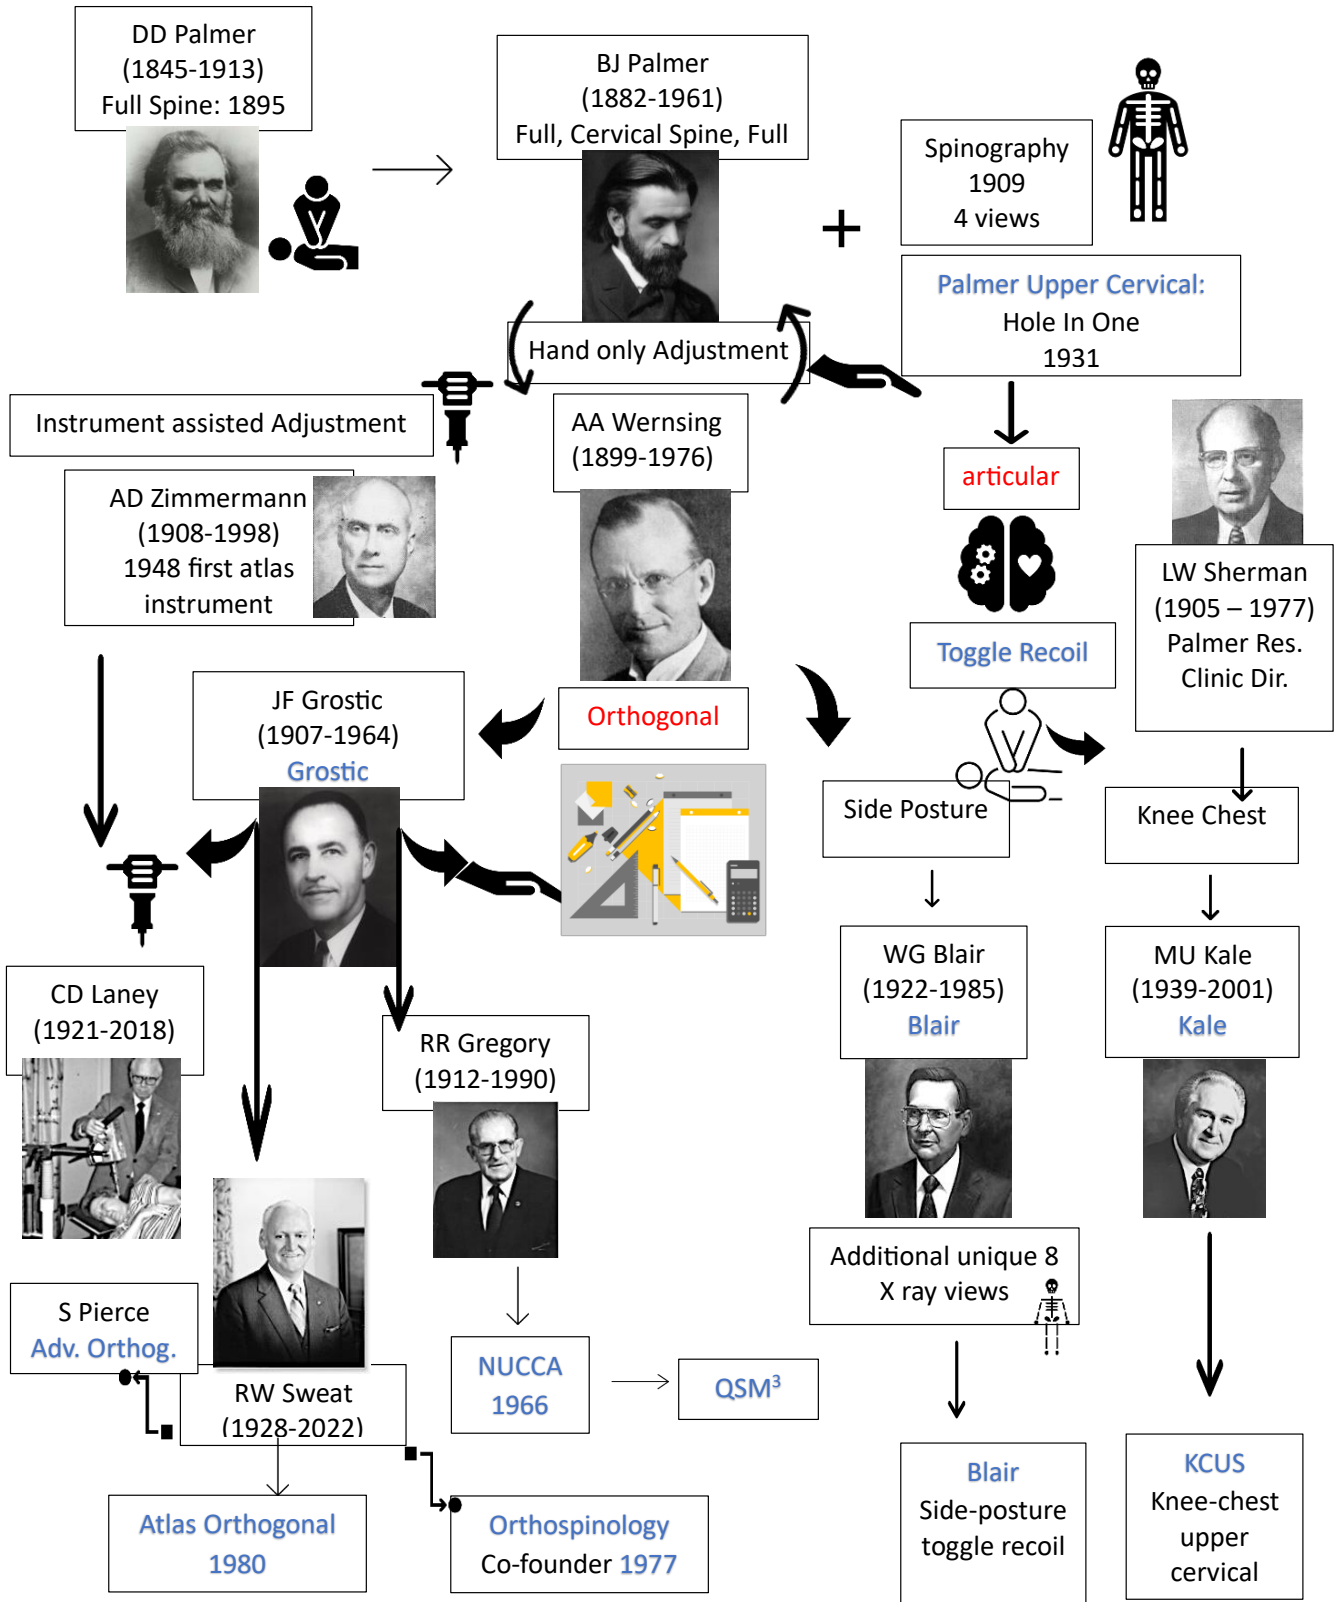 DD Palmer
(1845-1913)
Full Spine: 1895
BJ Palmer
(1882-1961)
Full, Cervical Spine, Full
Spinography
1909
4 views
Palmer Upper Cervical:
Hole In One
1931
Hand only Adjustment
Instrument assisted Adjustment
AA Wernsing
(1899-1976)
articular
AD Zimmermann
(1908-1998)
1948 first atlas
instrument
LW Sherman
(1905 – 1977)
Palmer Res.
Clinic Dir.
Toggle Recoil
JF Grostic
(1907-1964)
Grostic
Orthogonal
Side Posture
Knee Chest
CD Laney
(1921-2018)
RR Gregory
(1912-1990)
WG Blair
(1922-1985)
Blair
MU Kale
(1939-2001)
Kale
Additional unique 8
X ray views
S Pierce
Adv. Orthog.
RW Sweat
(1928-2022)
NUCCA
1966
QSM³
Atlas Orthogonal
1980
Orthospinology
Co-founder 1977
Blair
Side-posture
toggle recoil
KCUS
Knee-chest
upper
cervical